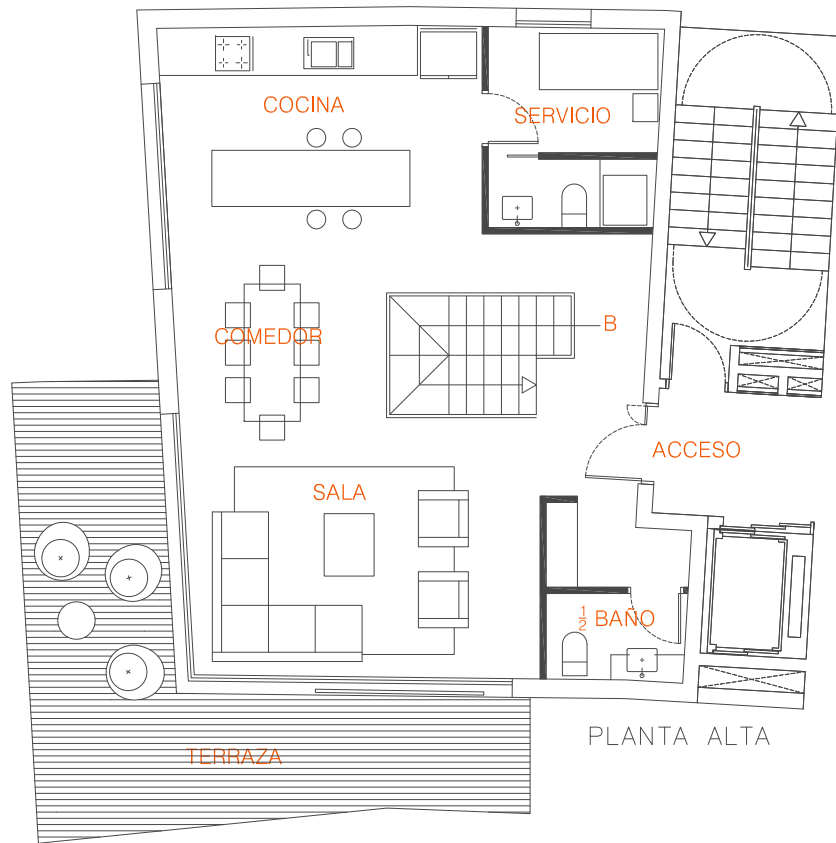 COCINA
SERVICIO
COMEDOR
B
ACCESO
SALA
1/2 BAÑO
PLANTA ALTA
TERRAZA